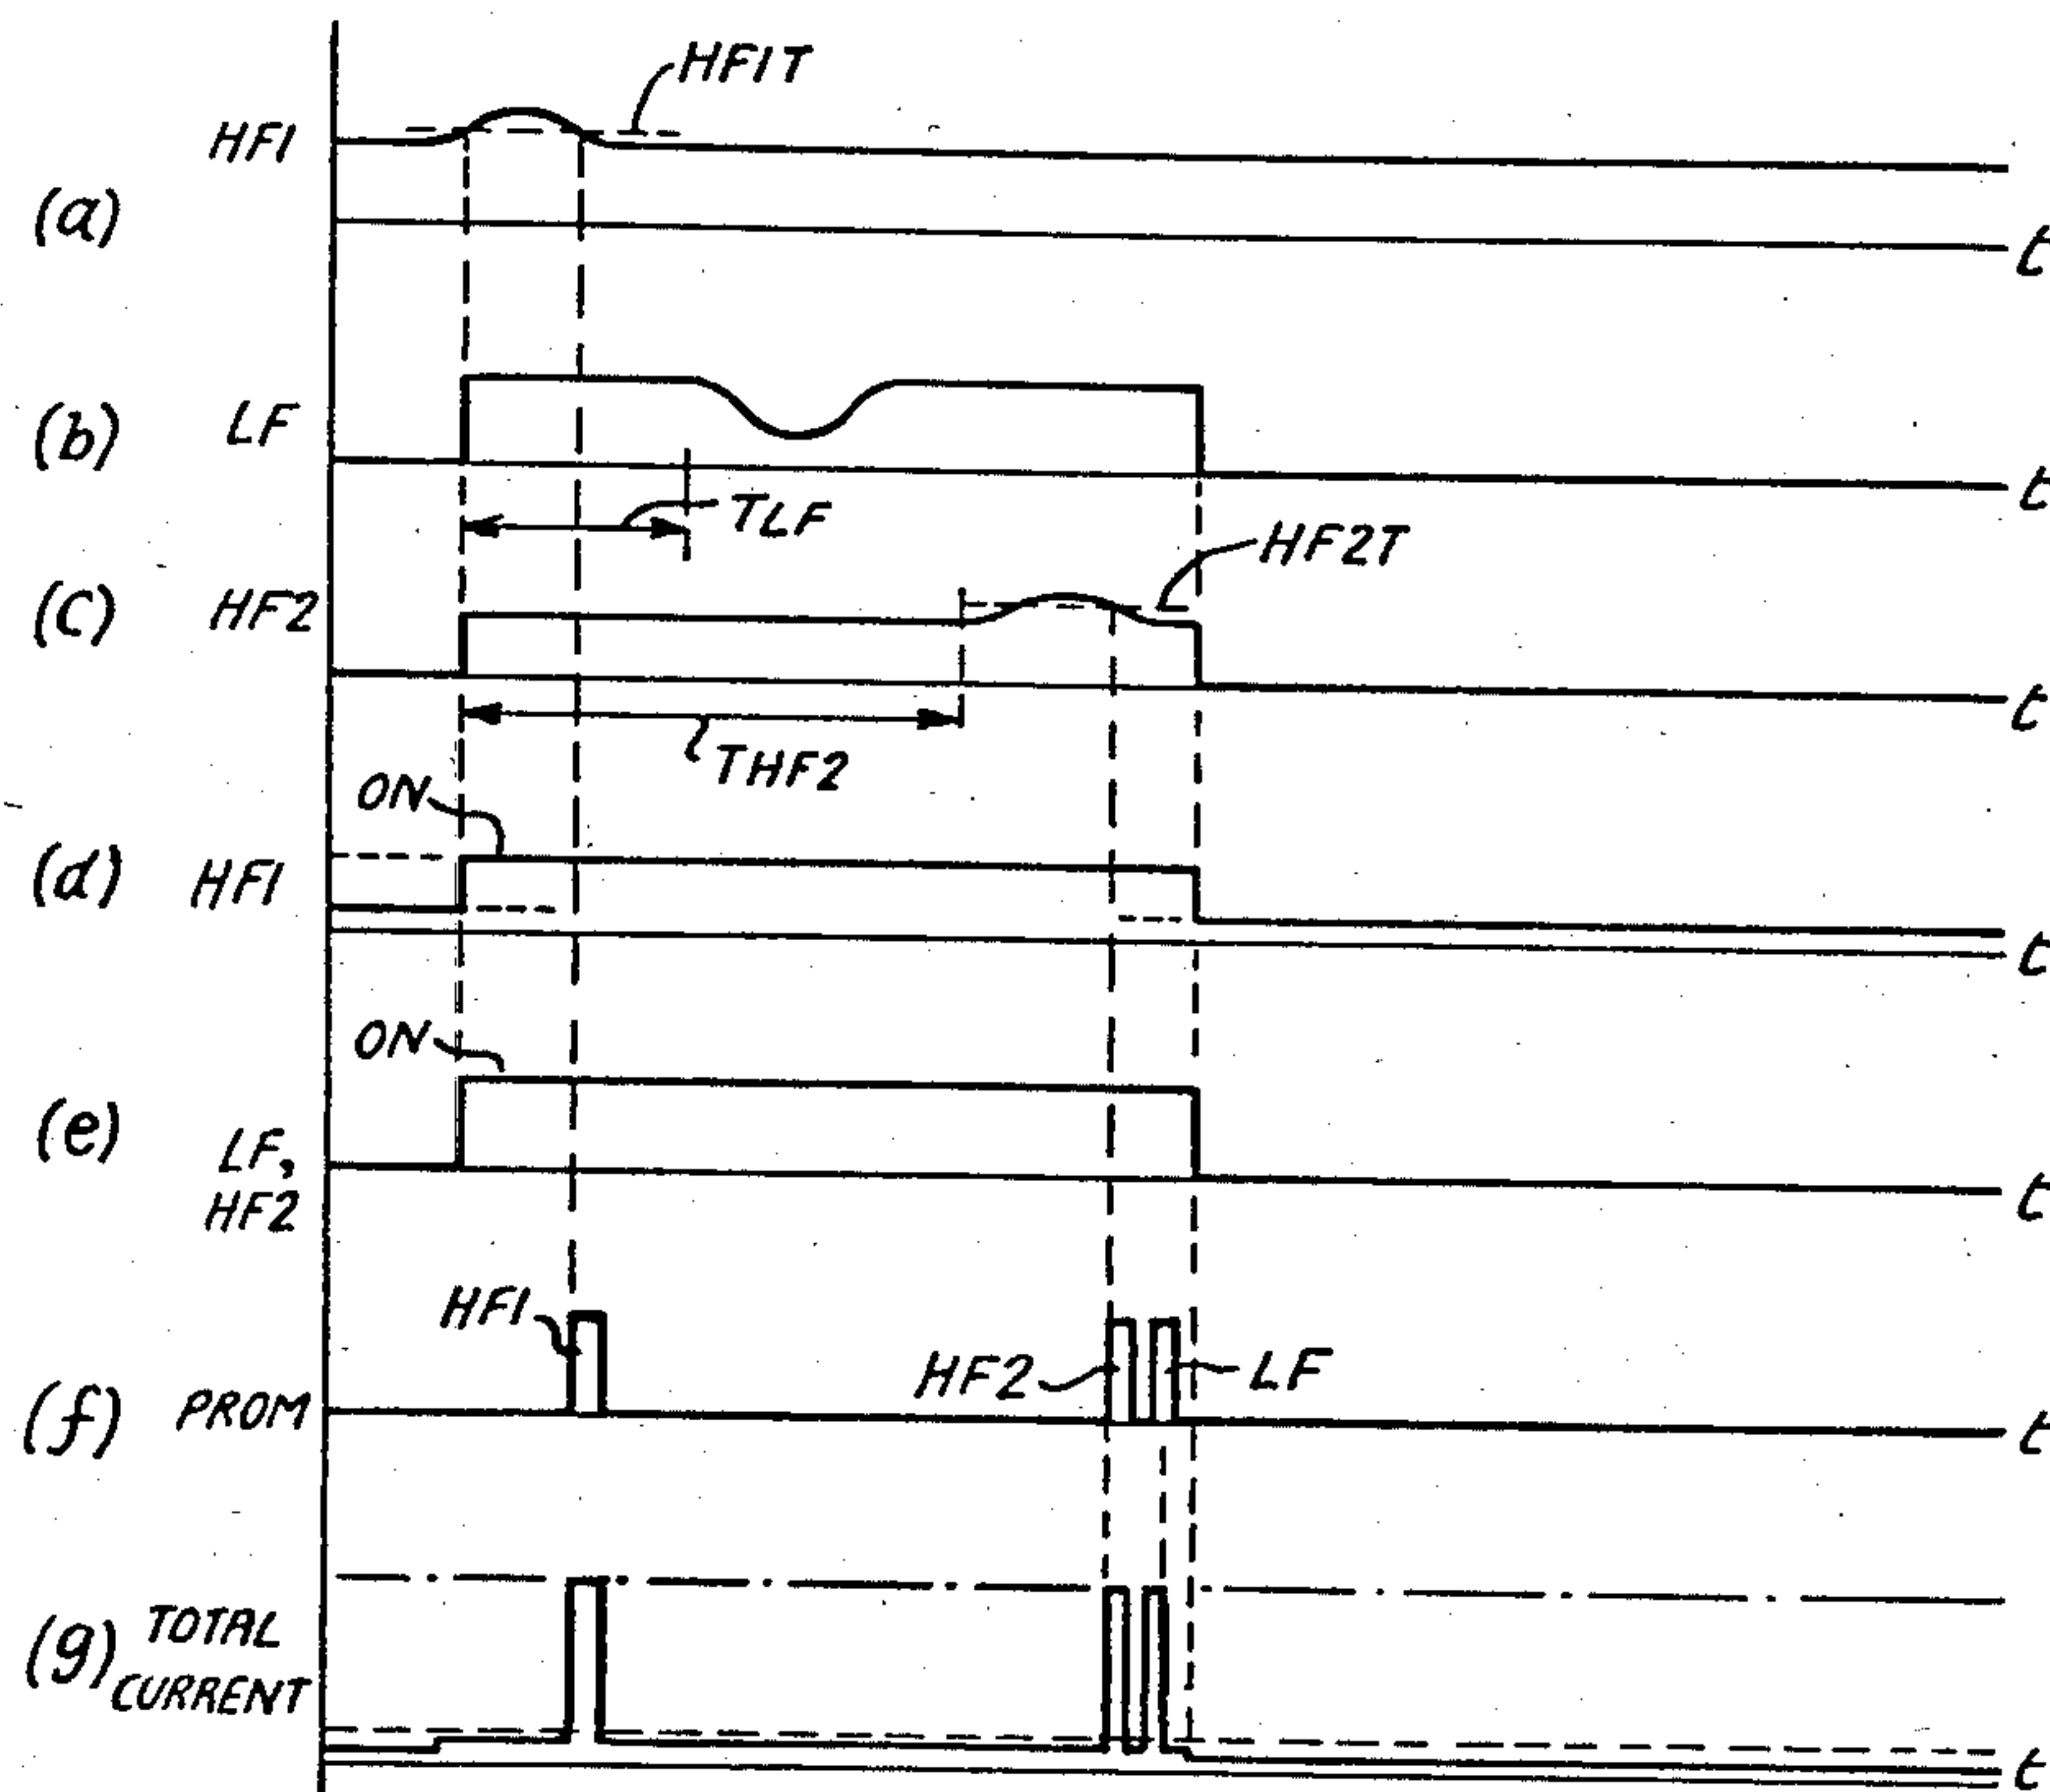 HF1T
HF1
(a)
t
(b)
LF
t
TLF
HF2T
(c)
HF2
t
THF2
ON
(d)
HF1
t
ON
(e)
LF,
HF2
t
HF1
HF2
LF
(f)
PROM
t
(g)
TOTAL
CURRENT
t